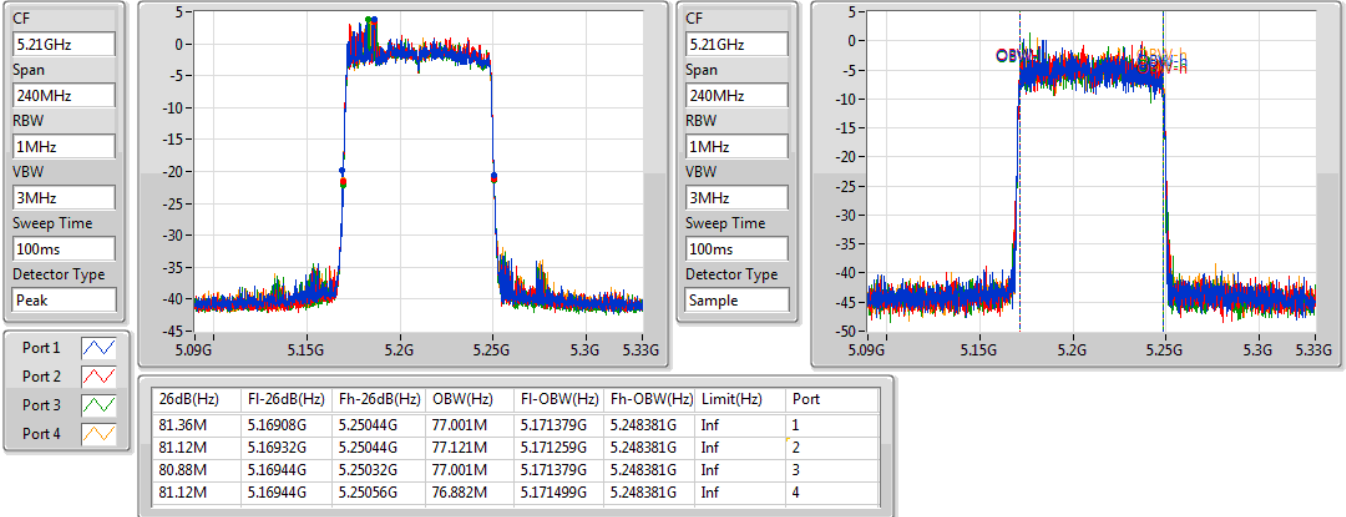 CF
5.21GHz
Span
240MHz
RBW
1MHz
VBW
3MHz
Sweep Time
100ms
Detector Type
Peak
5
0
-5
-10
-15
-20
-25
-30
-35
-40
-45
5.09G 5.15G 5.2G 5.25G 5.3G 5.33G
CF
5.21GHz
Span
240MHz
RBW
1MHz
VBW
3MHz
Sweep Time
100ms
Detector Type
Sample
5
0
-5
-10
-15
-20
-25
-30
-35
-40
-45
-50
OBW-h
5.09G 5.15G 5.2G 5.25G 5.3G 5.33G
Port 1
Port 2
Port 3
Port 4
26dB(Hz) Fl-26dB(Hz) Fh-26dB(Hz) OBW(Hz) Fl-OBW(Hz) Fh-OBW(Hz) Limit(Hz) Port
81.36M 5.16908G 5.25044G 77.001M 5.171379G 5.248381G Inf 1
81.12M 5.16932G 5.25044G 77.121M 5.171259G 5.248381G Inf 2
80.88M 5.16944G 5.25032G 77.001M 5.171379G 5.248381G Inf 3
81.12M 5.16944G 5.25056G 76.882M 5.171499G 5.248381G Inf 4